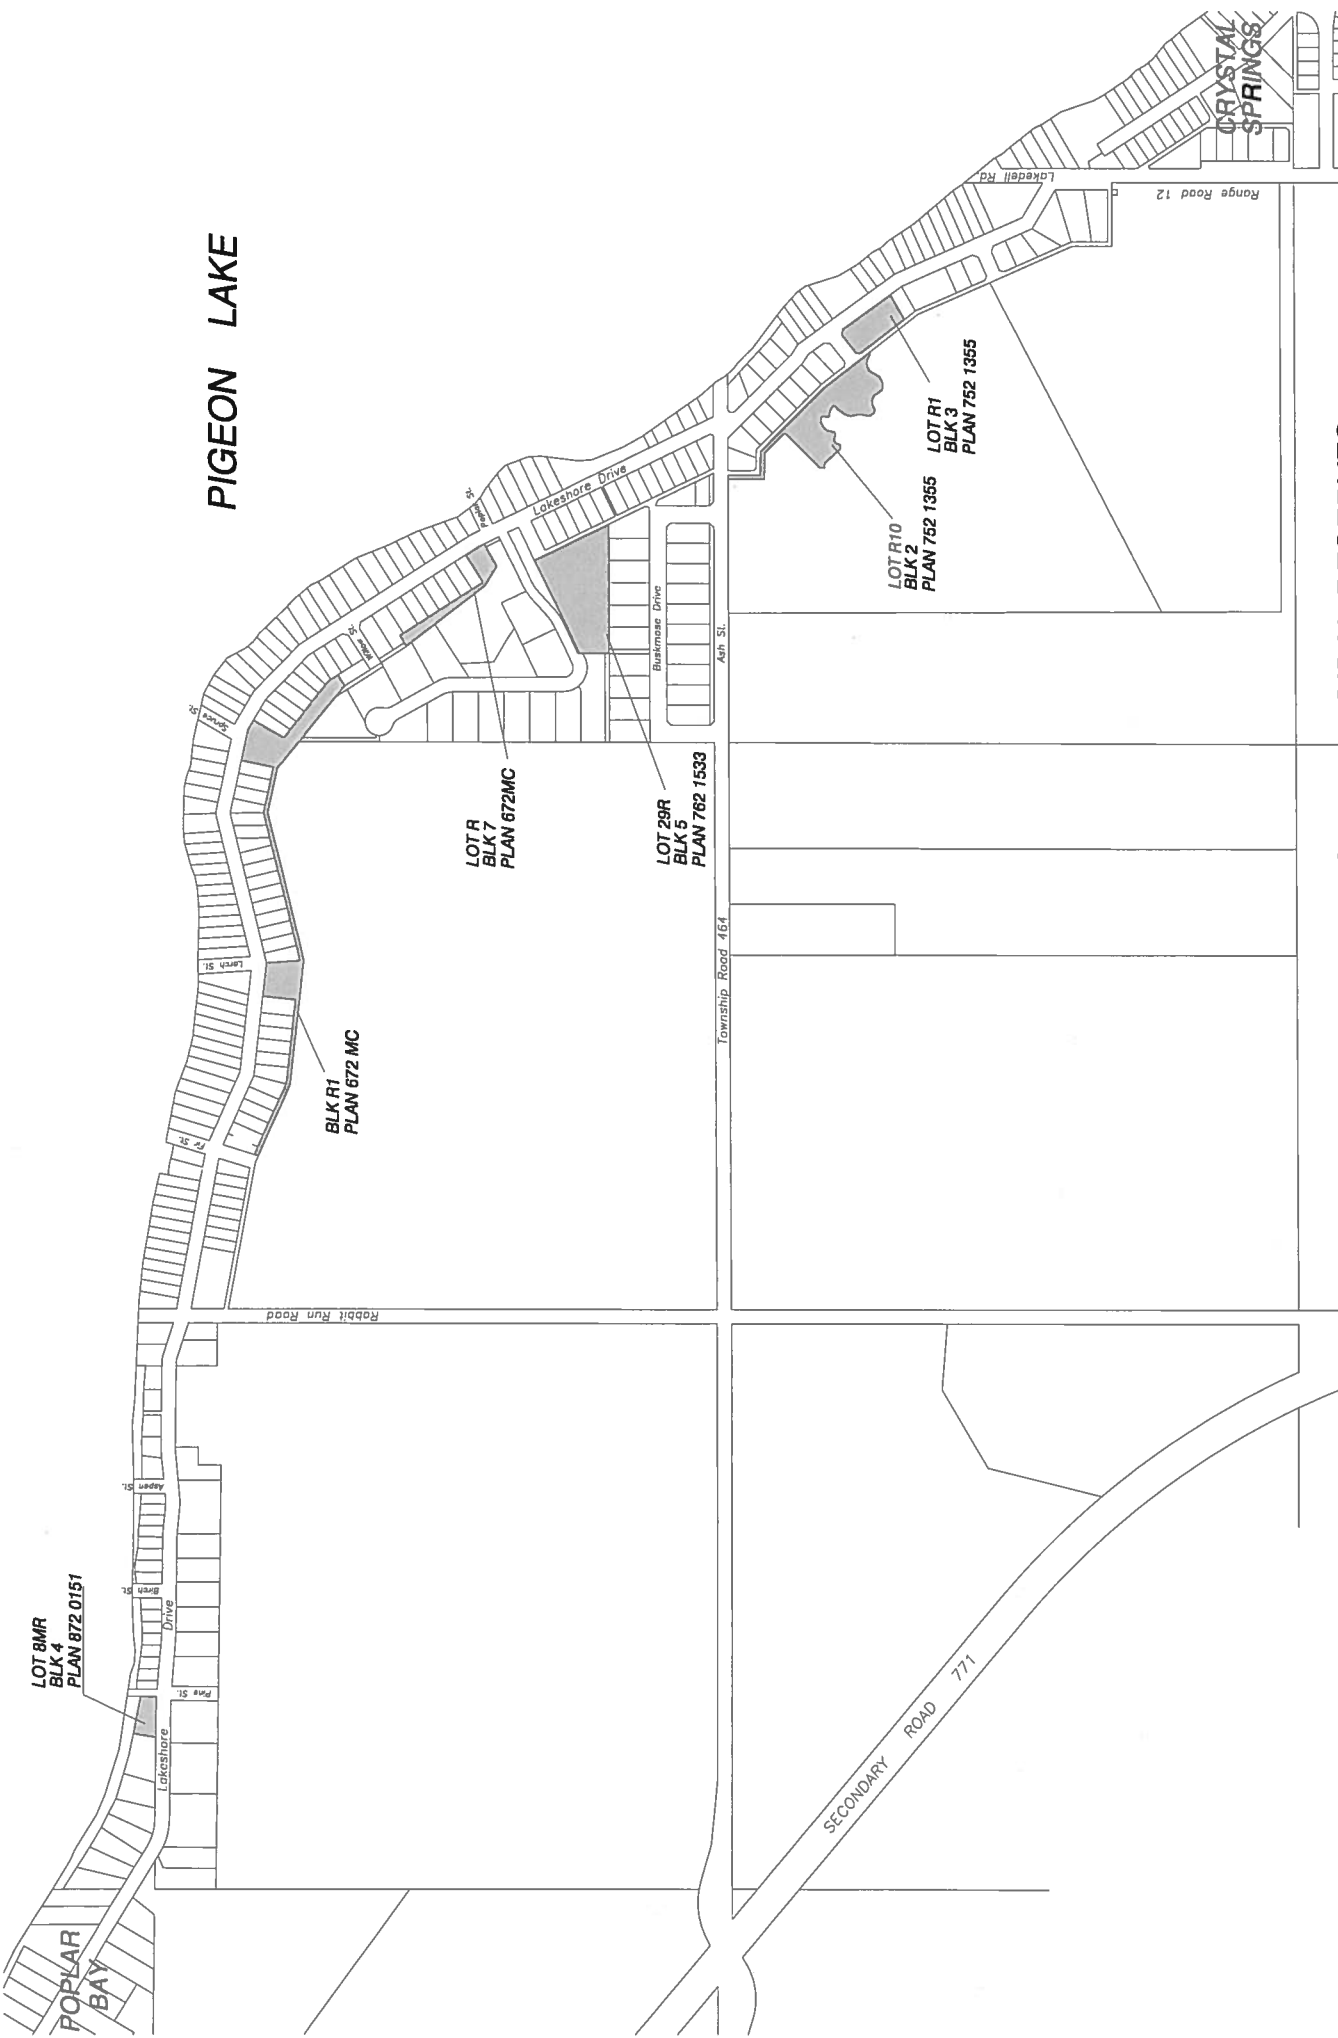 PIGEON LAKE
CRYSTAL
SPRINGS
POPLAR
BAY
LOT 8MR
BLK 4
PLAN 872 0151
BLK R1
PLAN 672 MC
LOT R
BLK 7
PLAN 672MC
LOT 29R
BLK 5
PLAN 762 1533
LOT R10
BLK 2
PLAN 752 1355
LOT R1
BLK 3
PLAN 752 1355
Lakeshore
Drive
Pine St.
Birch St.
Aspen St.
Rabbit Run Road
Fir St.
Larch St.
Spruce St.
Willow St.
Poplar St.
Lakeshore Drive
Buskmose Drive
Ash St.
Township Road 464
Lakedell Rd.
Range Road 12
SECONDARY ROAD 771